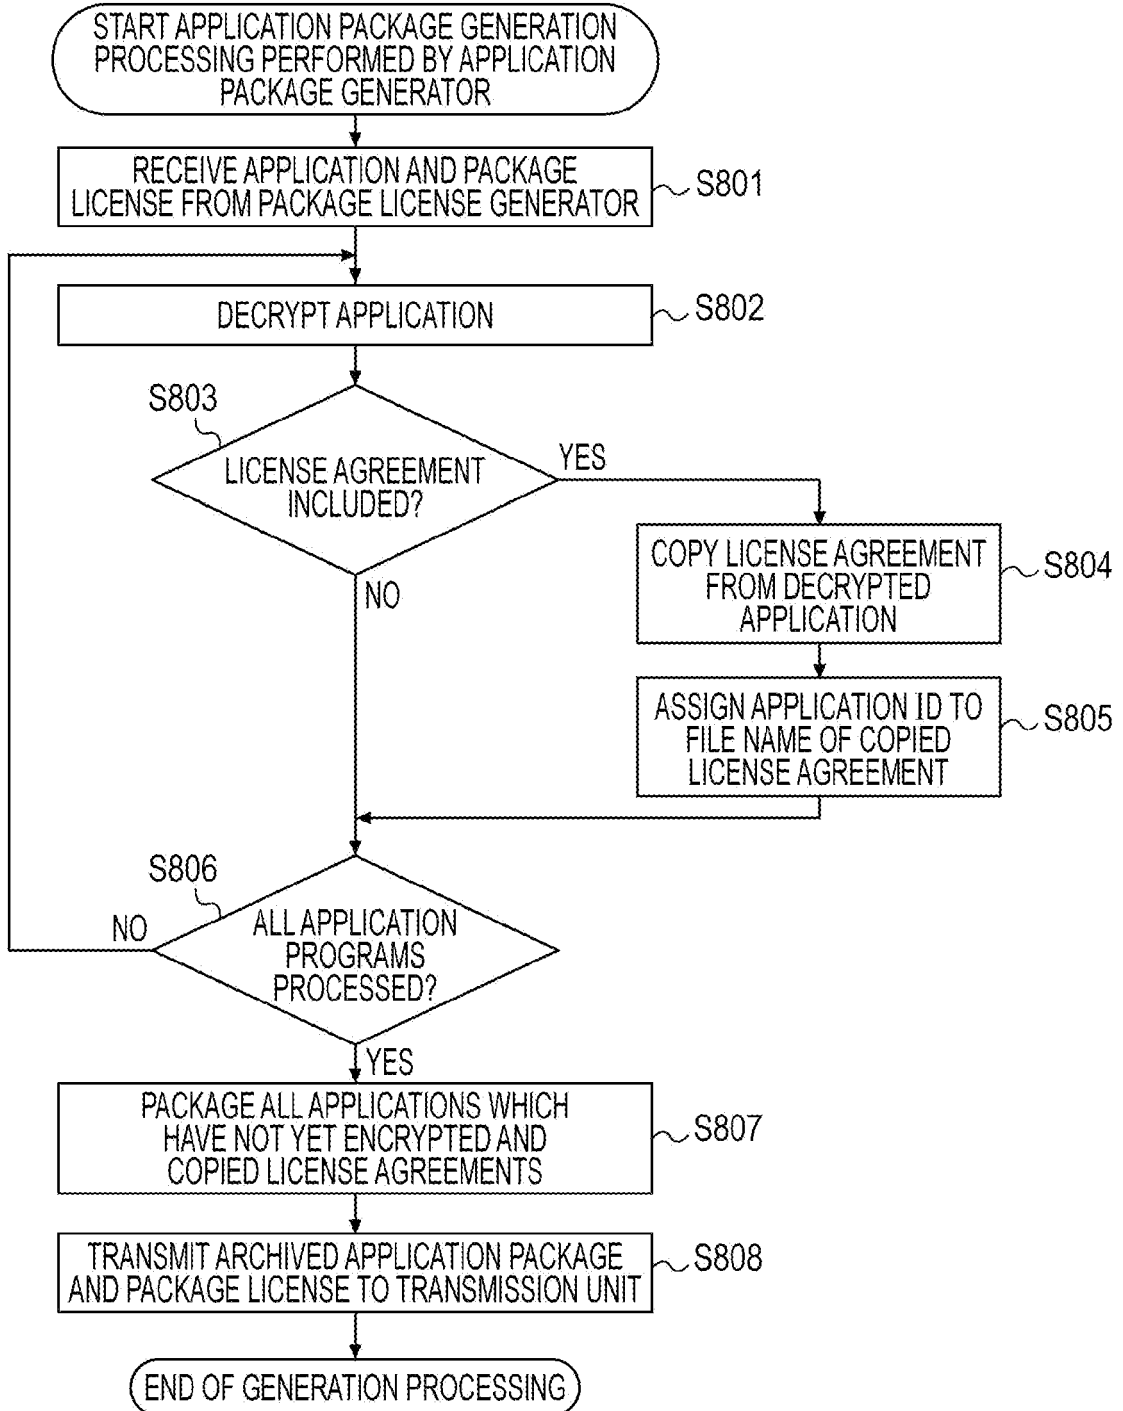 START APPLICATION PACKAGE GENERATION
PROCESSING PERFORMED BY APPLICATION
PACKAGE GENERATOR
RECEIVE APPLICATION AND PACKAGE
LICENSE FROM PACKAGE LICENSE GENERATOR
S801
DECRYPT APPLICATION
S802
S803
LICENSE AGREEMENT
INCLUDED?
YES
NO
COPY LICENSE AGREEMENT
FROM DECRYPTED
APPLICATION
S804
ASSIGN APPLICATION ID TO
FILE NAME OF COPIED
LICENSE AGREEMENT
S805
S806
NO
ALL APPLICATION
PROGRAMS
PROCESSED?
YES
PACKAGE ALL APPLICATIONS WHICH
HAVE NOT YET ENCRYPTED AND
COPIED LICENSE AGREEMENTS
S807
TRANSMIT ARCHIVED APPLICATION PACKAGE
AND PACKAGE LICENSE TO TRANSMISSION UNIT
S808
END OF GENERATION PROCESSING